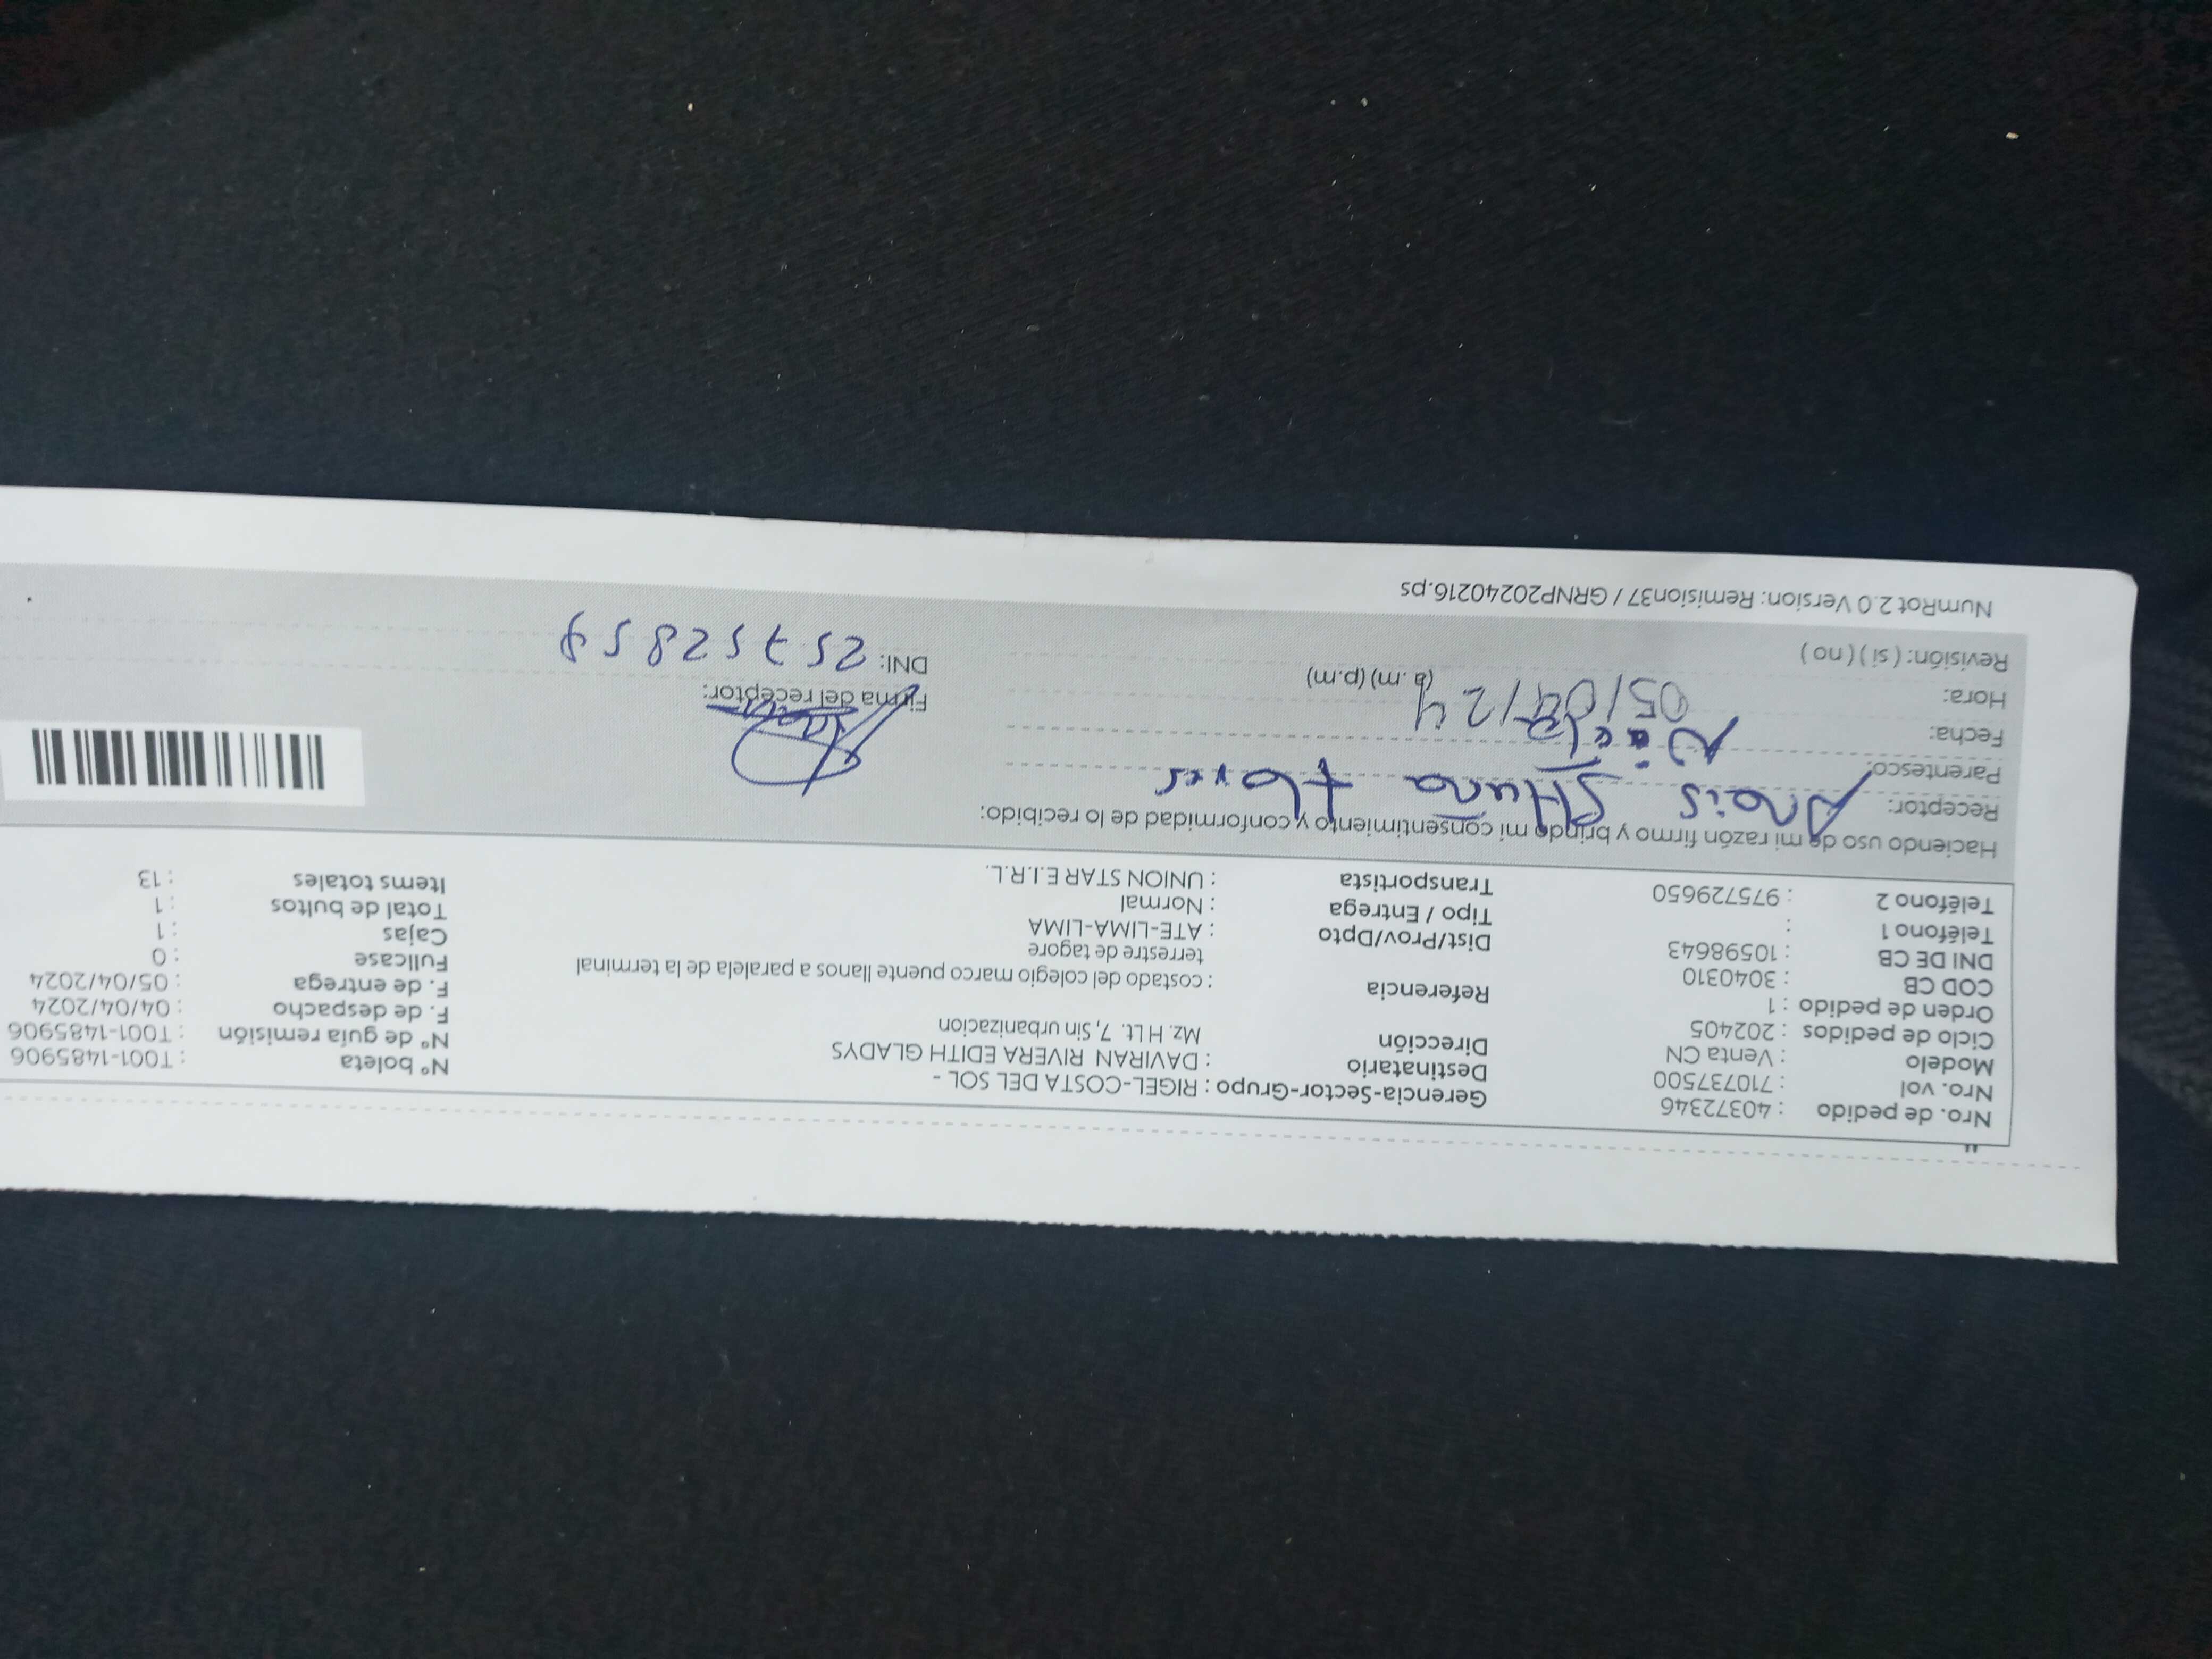 Nro. de pedido : 40372346
Nro. vol : 710737500
Modelo : Venta CN
Ciclo de pedidos : 202405
Orden de pedido : 1
COD CB : 3040310
DNI DE CB : 10598643
Teléfono 1 :
Teléfono 2 : 975729650
Gerencia-Sector-Grupo : RIGEL-COSTA DEL SOL -
Destinatario : DAVIRAN RIVERA EDITH GLADYS
Dirección Mz. H Lt. 7, Sin urbanizacion
Referencia : costado del colegio marco puente llanos a paralela de la terminal
terrestre de tagore
Dist/Prov/Dpto : ATE-LIMA-LIMA
Tipo / Entrega : Normal
Transportista : UNION STAR E.I.R.L.
N° boleta : T001-1485906
N° de guía remisión : T001-1485906
F. de despacho : 04/04/2024
F. de entrega : 05/04/2024
Fullcase : 0
Cajas : 1
Total de bultos : 1
Items totales : 13
Haciendo uso de mi razón firmo y brindo mi consentimiento y conformidad de lo recibido:
Receptor: Anais
Parentesco:
Fecha: 05/04/24
Hora: (a.m) (p.m)
Revisión: ( si ) ( no )
Firma del receptor:
DNI:
NumRot 2.0 Version: Remision37 / GRNP20240216.ps